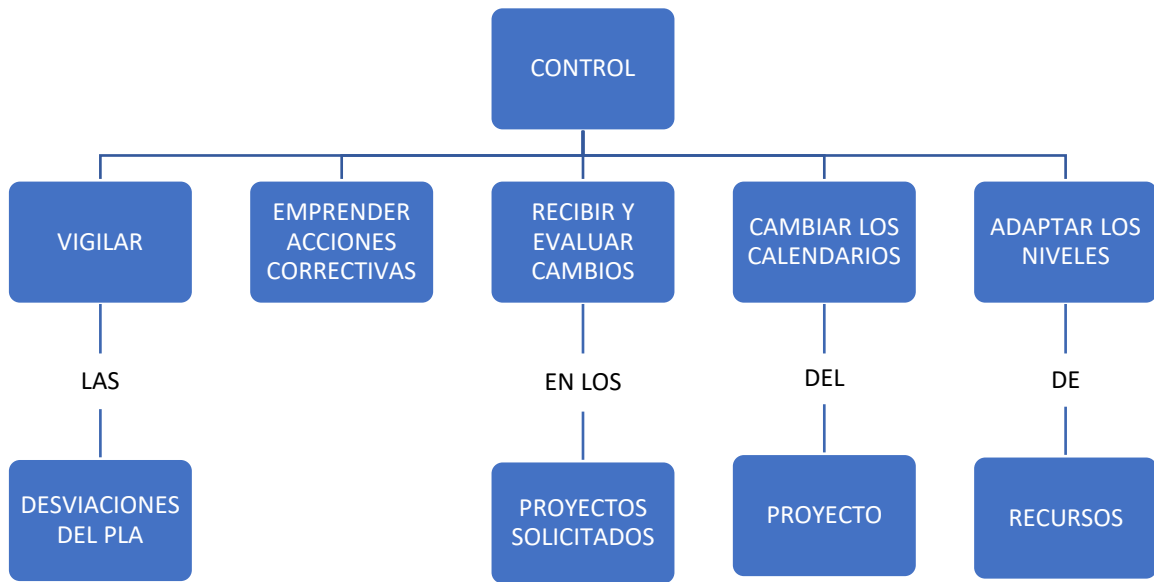 CONTROL
VIGILAR
EMPRENDER
ACCIONES
CORRECTIVAS
RECIBIR Y
EVALUAR
CAMBIOS
CAMBIAR LOS
CALENDARIOS
ADAPTAR LOS
NIVELES
LAS
EN LOS
DEL
DE
DESVIACIONES
DEL PLA
PROYECTOS
SOLICITADOS
PROYECTO
RECURSOS